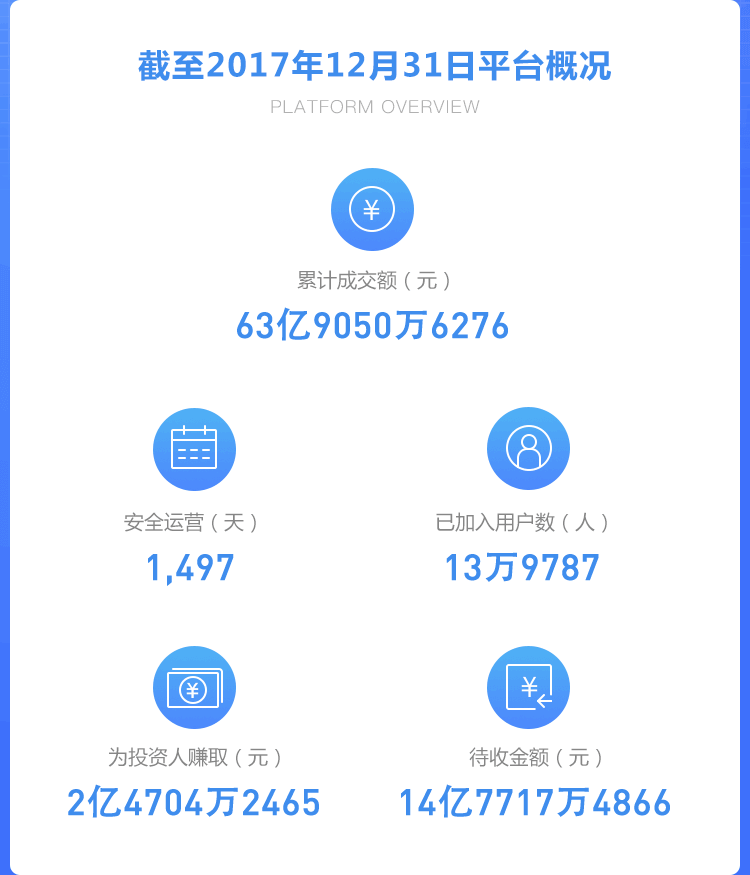 截至2017年12月31日平台概况
PLATFORM OVERVIEW
¥
累计成交额（元）
63亿9050万6276
安全运营（天）
已加入用户数（人）
1,497
13万9787
¥
¥
为投资人赚取（元）
待收金额（元）
2亿4704万2465
14亿7717万4866